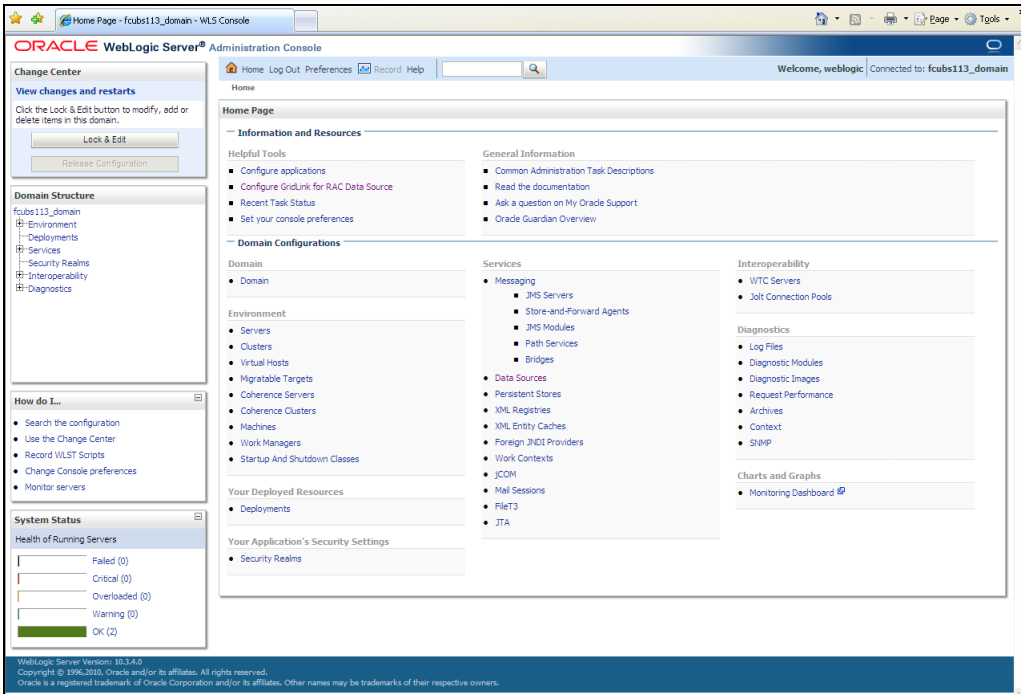 Home Page - fcubs113_domain - WLS Console
Page
Tools
ORACLE WebLogic Server® Administration Console
Change Center
View changes and restarts
Click the Lock & Edit button to modify, add or
delete items in this domain.
Lock & Edit
Release Configuration
Domain Structure
fcubs113_domain
Environment
Deployments
Services
Security Realms
Interoperability
Diagnostics
How do I...
Search the configuration
Use the Change Center
Record WLST Scripts
Change Console preferences
Monitor servers
System Status
Health of Running Servers
Failed (0)
Critical (0)
Overloaded (0)
Warning (0)
OK (2)
Home Log Out Preferences Record Help
Welcome, weblogic Connected to: fcubs113_domain
Home
Home Page
Information and Resources
Helpful Tools
Configure applications
Configure GridLink for RAC Data Source
Recent Task Status
Set your console preferences
General Information
Common Administration Task Descriptions
Read the documentation
Ask a question on My Oracle Support
Oracle Guardian Overview
Domain Configurations
Domain
Domain
Environment
Servers
Clusters
Virtual Hosts
Migratable Targets
Coherence Servers
Coherence Clusters
Machines
Work Managers
Startup And Shutdown Classes
Your Deployed Resources
Deployments
Your Application's Security Settings
Security Realms
Services
Messaging
JMS Servers
Store-and-Forward Agents
JMS Modules
Path Services
Bridges
Data Sources
Persistent Stores
XML Registries
XML Entity Caches
Foreign JNDI Providers
Work Contexts
jCOM
Mail Sessions
FileT3
JTA
Interoperability
WTC Servers
Jolt Connection Pools
Diagnostics
Log Files
Diagnostic Modules
Diagnostic Images
Request Performance
Archives
Context
SNMP
Charts and Graphs
Monitoring Dashboard
WebLogic Server Version: 10.3.4.0
Copyright © 1996,2010, Oracle and/or its affiliates. All rights reserved.
Oracle is a registered trademark of Oracle Corporation and/or its affiliates. Other names may be trademarks of their respective owners.